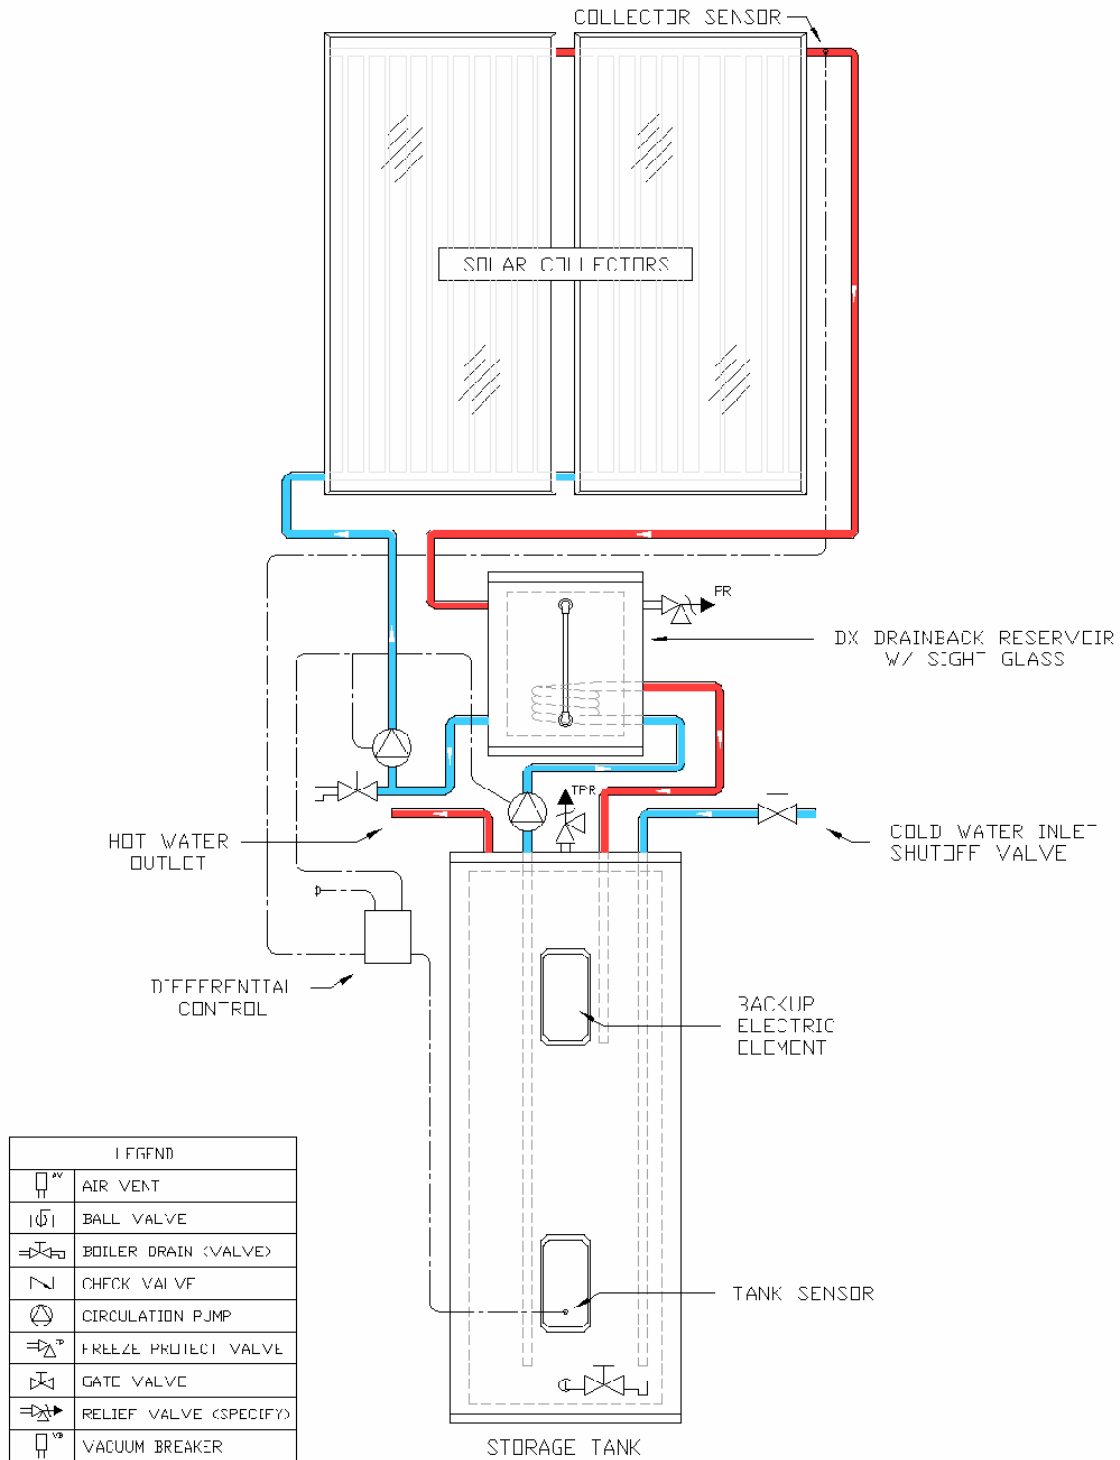 COLLECTOR SENSOR
SOLAR COLLECTORS
PR
DX DRAINBACK RESERVOIR
W/ SIGHT GLASS
TPR
HOT WATER
OUTLET
COLD WATER INLET
SHUTOFF VALVE
DIFFERENTIAL
CONTROL
BACKUP
ELECTRIC
ELEMENT
TANK SENSOR
STORAGE TANK
LEGEND
AV
AIR VENT
BALL VALVE
BOILER DRAIN (VALVE)
CHECK VALVE
CIRCULATION PUMP
FREEZE PROTECT VALVE
GATE VALVE
RELIEF VALVE (SPECIFY)
VB
VACUUM BREAKER